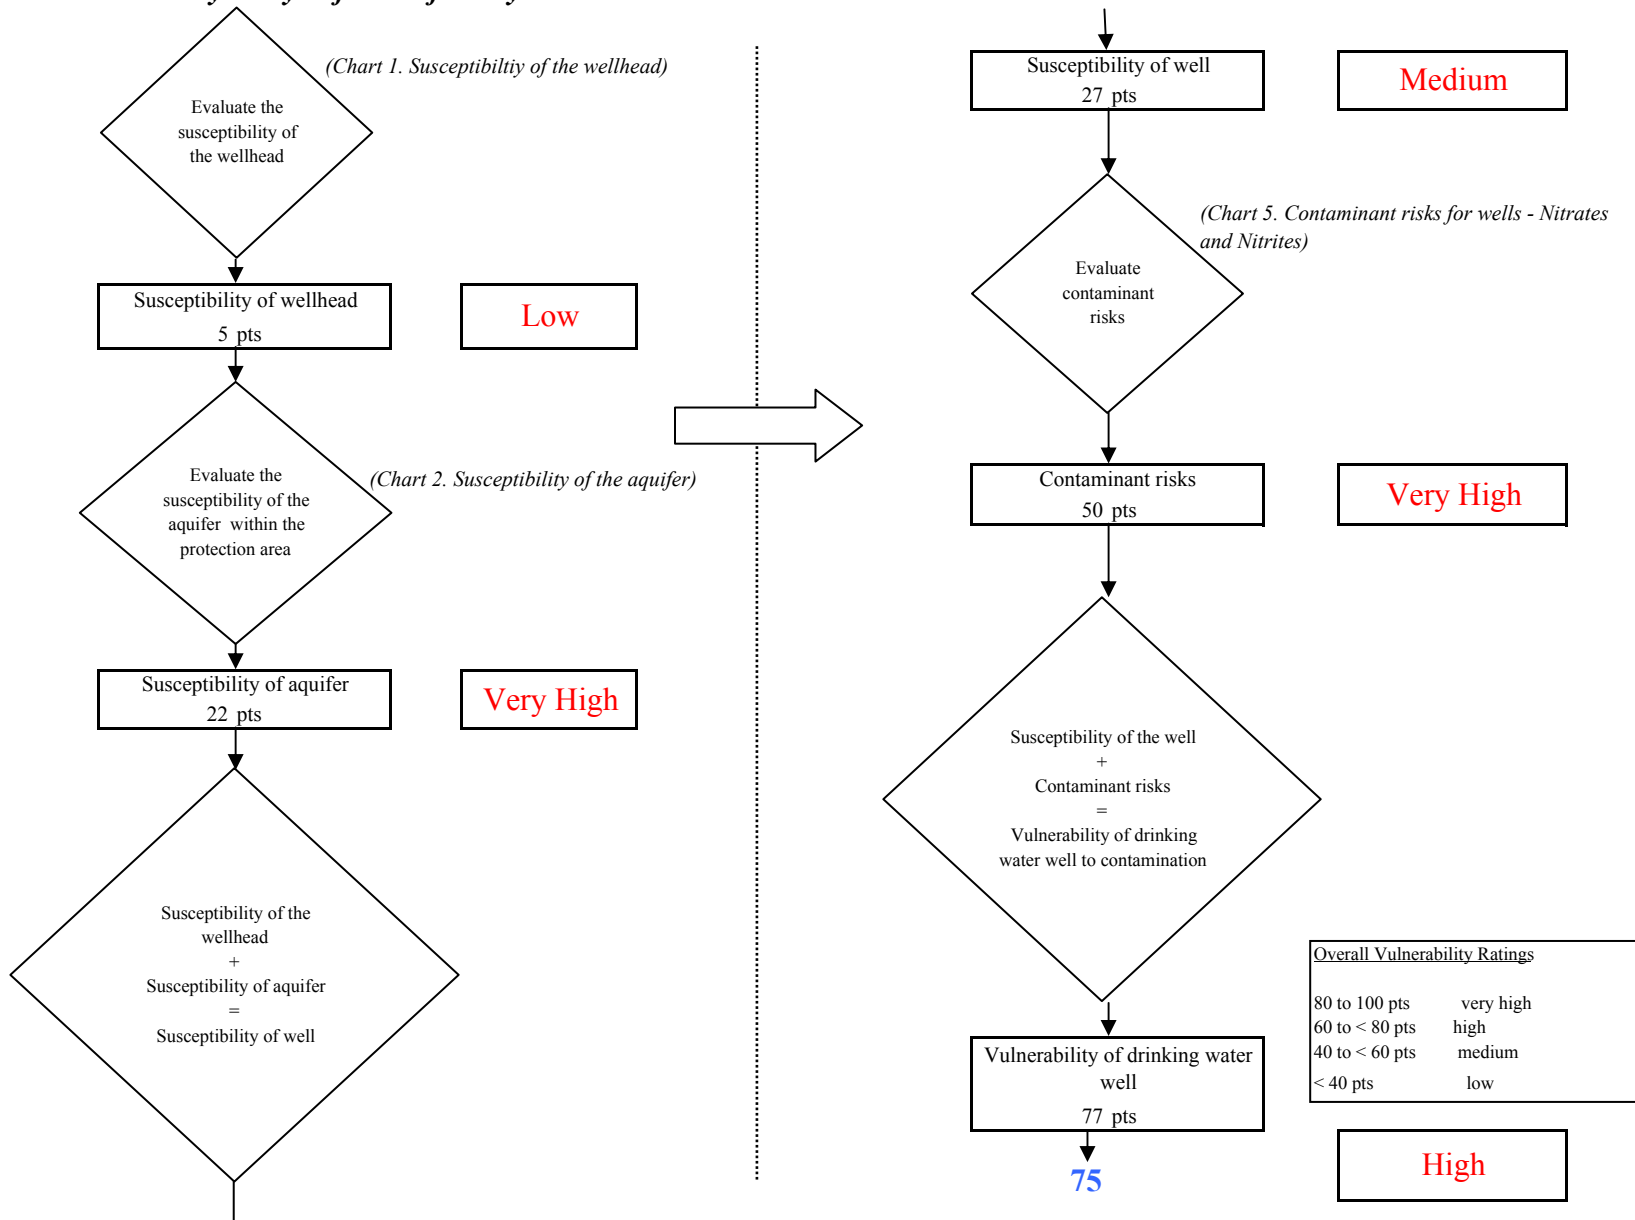 (Chart 1. Susceptibiltiy of the wellhead)
Evaluate the
susceptibility of
the wellhead
Susceptibility of wellhead
5 pts
Low
Evaluate the
susceptibility of the
aquifer within the
protection area
(Chart 2. Susceptibility of the aquifer)
Susceptibility of aquifer
22 pts
Very High
Susceptibility of the
wellhead
+
Susceptibility of aquifer
=
Susceptibility of well
Susceptibility of well
27 pts
Medium
(Chart 5. Contaminant risks for wells - Nitrates
and Nitrites)
Evaluate
contaminant
risks
Contaminant risks
50 pts
Very High
Susceptibility of the well
+
Contaminant risks
=
Vulnerability of drinking
water well to contamination
Overall Vulnerability Ratings
80 to 100 pts very high
60 to < 80 pts high
40 to < 60 pts medium
< 40 pts low
Vulnerability of drinking water
well
77 pts
75
High